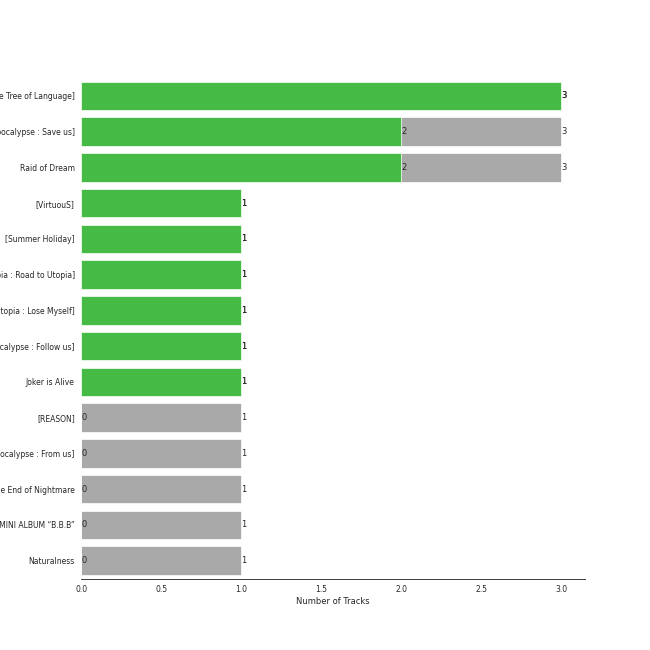 e Tree of Language] 3
ocalypse : Save us] 2 3
Raid of Dream 2 3
[VirtuouS] 1
[Summer Holiday] 1
ia : Road to Utopia] 1
topia : Lose Myself] 1
calypse : Follow us] 1
Joker is Alive 1
[REASON] 0 1
ocalypse : From us] 0 1
e End of Nightmare 0 1
MINI ALBUM "B.B.B" 0 1
Naturalness 0 1
0.0 0.5 1.0 1.5 2.0 2.5 3.0
Number of Tracks